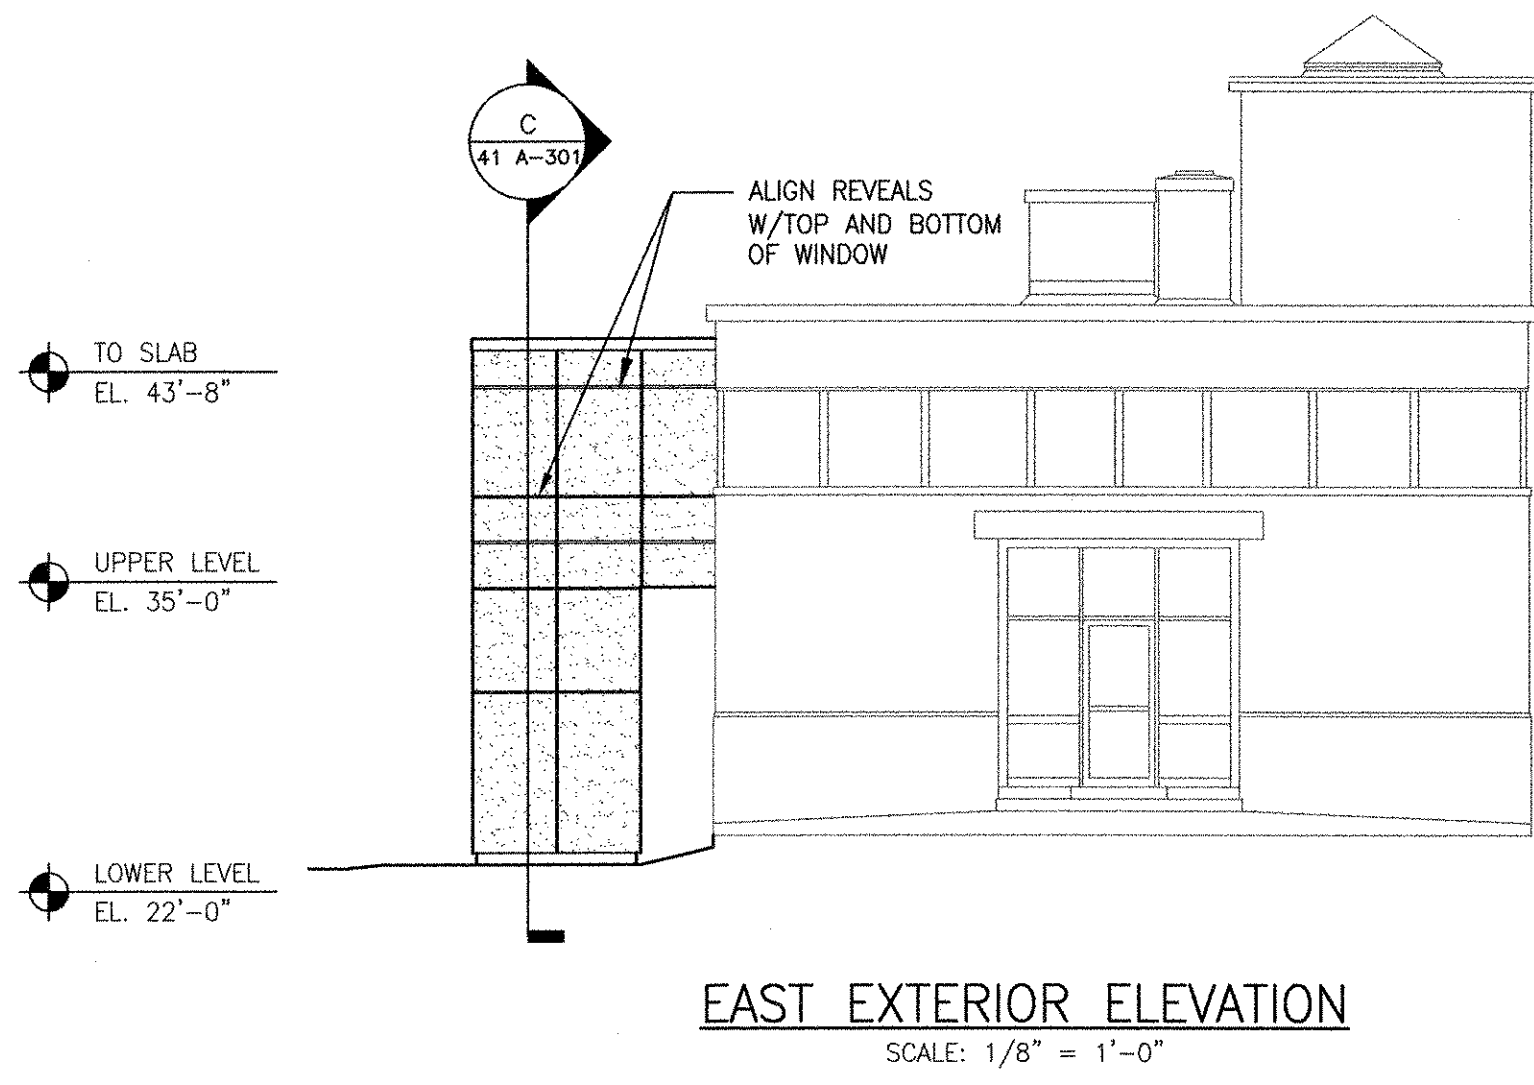 C
41 A-301
ALIGN REVEALS
W/TOP AND BOTTOM
OF WINDOW
TO SLAB
EL. 43'-8"
UPPER LEVEL
EL. 35'-0"
LOWER LEVEL
EL. 22'-0"
EAST EXTERIOR ELEVATION
SCALE: 1/8" = 1'-0"